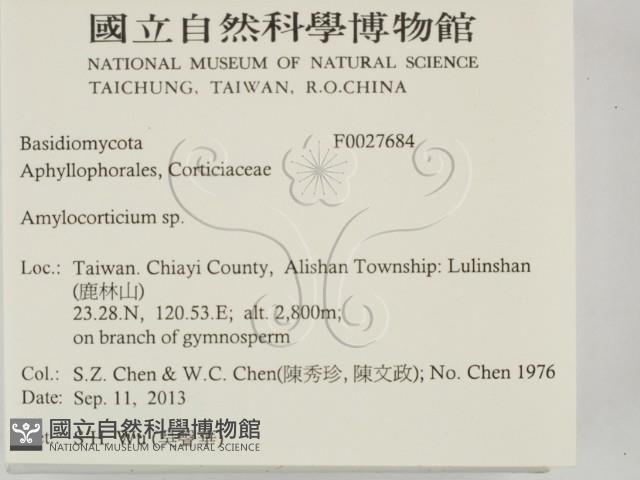 國立自然科學博物館
NATIONAL MUSEUM OF NATURAL SCIENCE
TAICHUNG, TAIWAN, R.O.CHINA
Basidiomycota F0027684
Aphyllophorales, Corticiaceae
Amylocorticium sp.
Loc.: Taiwan. Chiayi County, Alishan Township: Lulinshan
(鹿林山)
23.28.N, 120.53.E; alt. 2,800m;
on branch of gymnosperm
Col.: S.Z. Chen & W.C. Chen(陳秀珍, 陳文政); No. Chen 1976
Date: Sep. 11, 2013
國立自然科學博物館
NATIONAL MUSEUM OF NATURAL SCIENCE